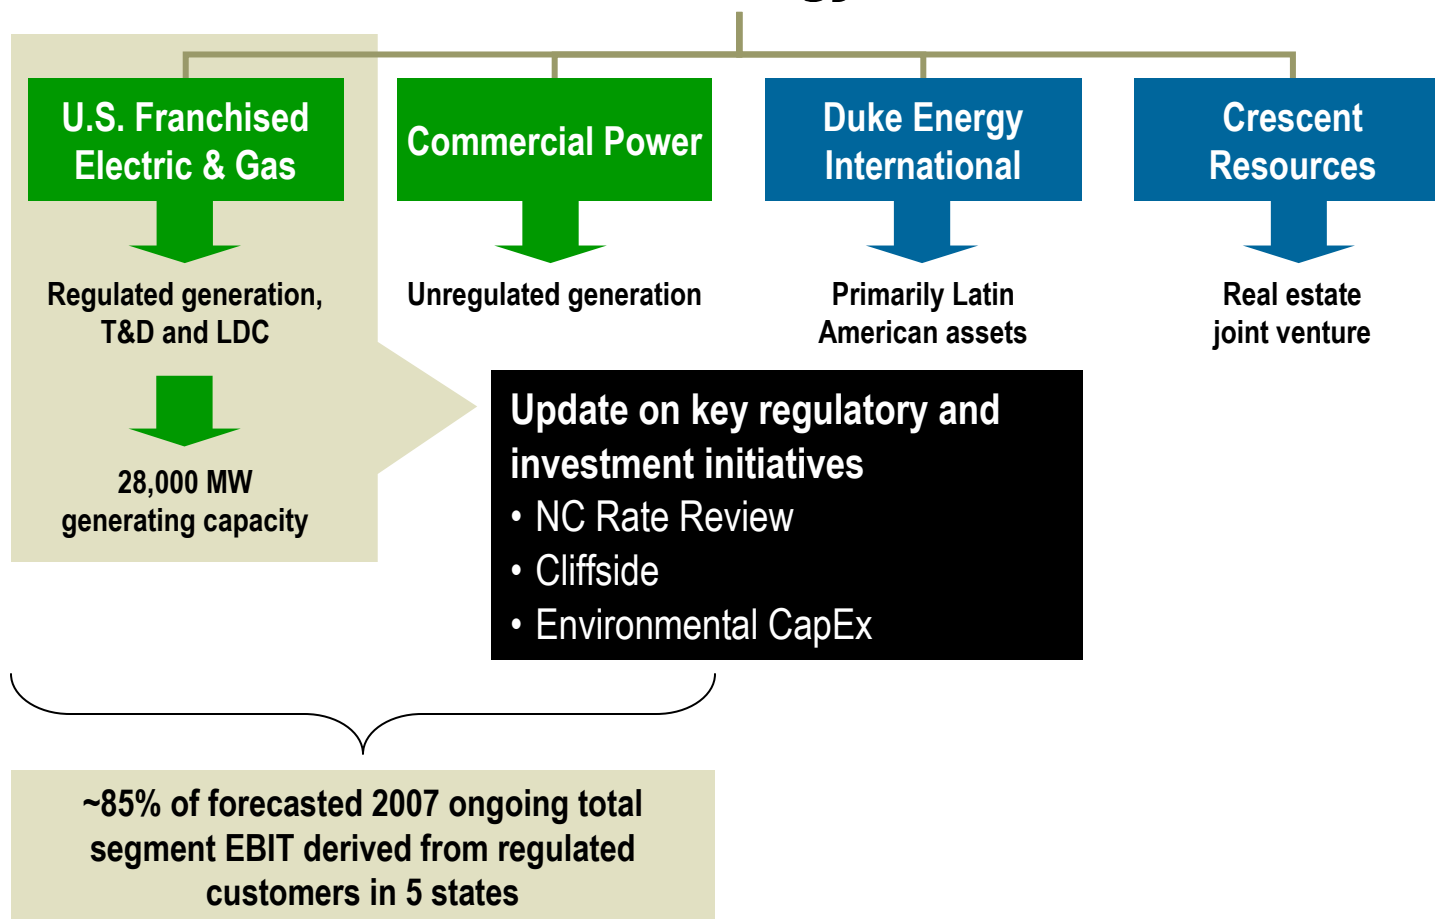 U.S. Franchised
Electric & Gas
Commercial Power
Duke Energy
International
Crescent
Resources
Regulated generation,
T&D and LDC
Unregulated generation
Primarily Latin
American assets
Real estate
joint venture
28,000 MW
generating capacity
Update on key regulatory and
investment initiatives
• NC Rate Review
• Cliffside
• Environmental CapEx
~85% of forecasted 2007 ongoing total
segment EBIT derived from regulated
customers in 5 states